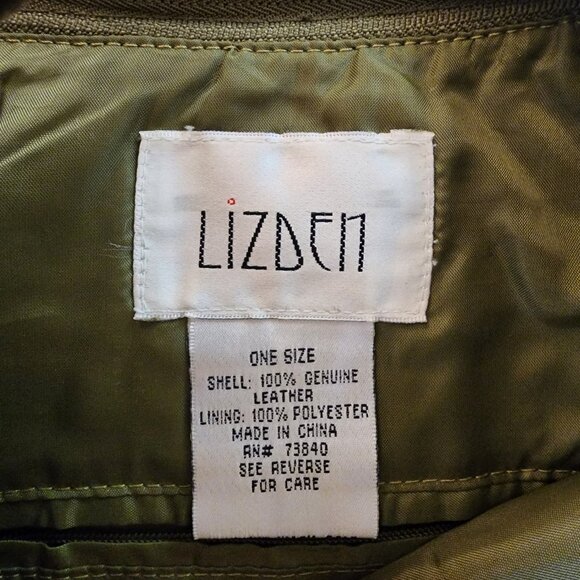 LiZDEN
ONE SIZE
SHELL: 100% GENUINE
LEATHER
LINING: 100% POLYESTER
MADE IN CHINA
RN# 73840
SEE REVERSE
FOR CARE